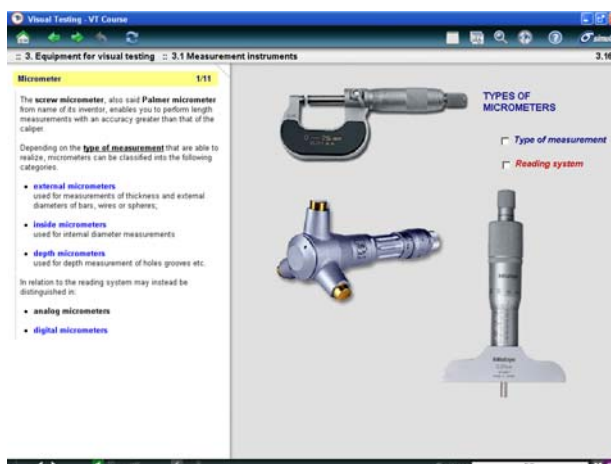 Visual Testing - VT Course
:: 3. Equipment for visual testing :: 3.1 Measurement instruments
3.16
Micrometer 1/11
The screw micrometer, also said Palmer micrometer
from name of its inventor, enables you to perform length
measurements with an accuracy greater than that of the
caliper.
Depending on the type of measurement that are able to
realize, micrometers can be classified into the following
categories.
• external micrometers
used for measurements of thickness and external
diameters of bars, wires or spheres;
• inside micrometers
used for internal diameter measurements
• depth micrometers
used for depth measurement of holes grooves etc.
In relation to the reading system may instead be
distinguished in:
• analog micrometers
• digital micrometers
TYPES OF
MICROMETERS
Type of measurement
Reading system
Mitutoyo